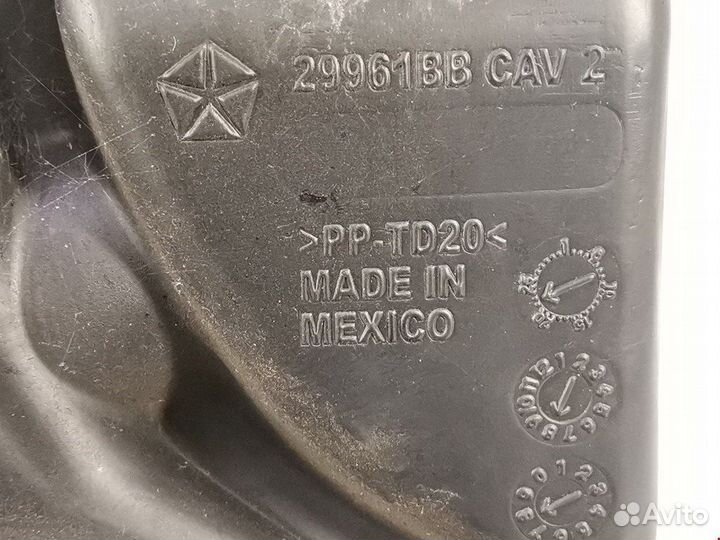 29961BB CAV 2
>PP-TD20<
MADE IN
MEXICO
Avito